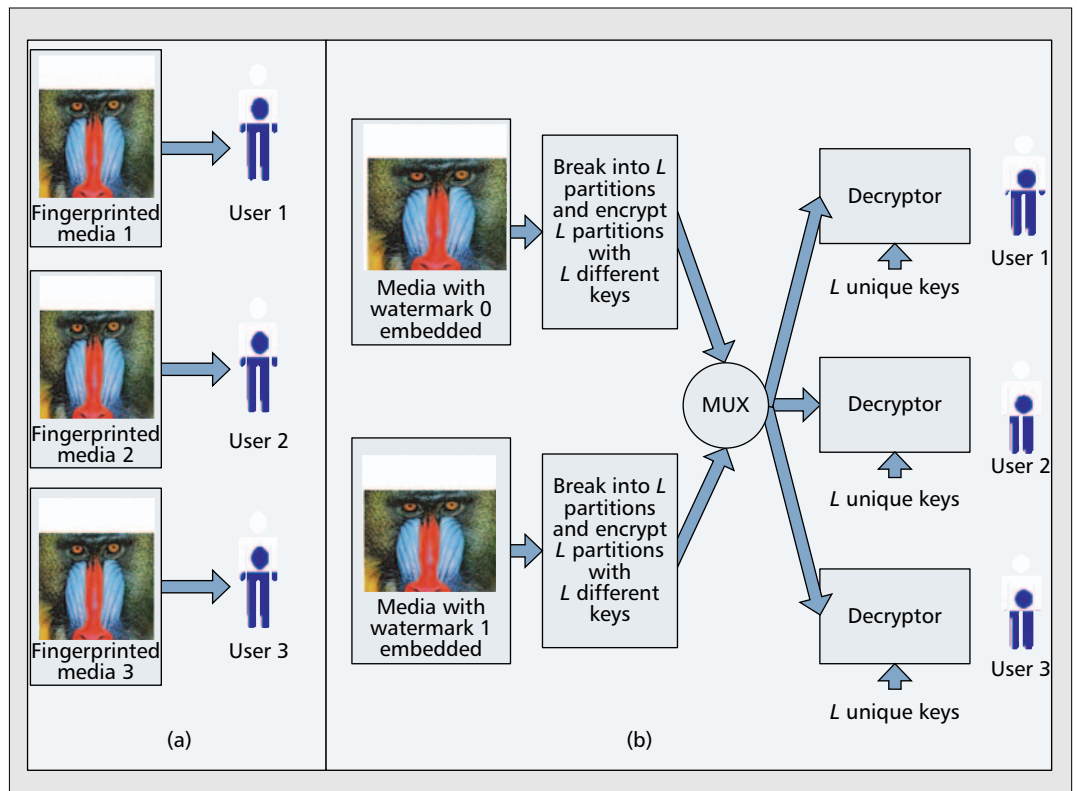 Fingerprinted
media 1
User 1
Fingerprinted
media 2
User 2
Fingerprinted
media 3
User 3
(a)
Media with
watermark 0
embedded
Break into L
partitions
and encrypt
L partitions
with
L different
keys
Media with
watermark 1
embedded
Break into L
partitions
and encrypt
L partitions
with
L different
keys
MUX
Decryptor
L unique keys
User 1
Decryptor
L unique keys
User 2
Decryptor
L unique keys
User 3
(b)